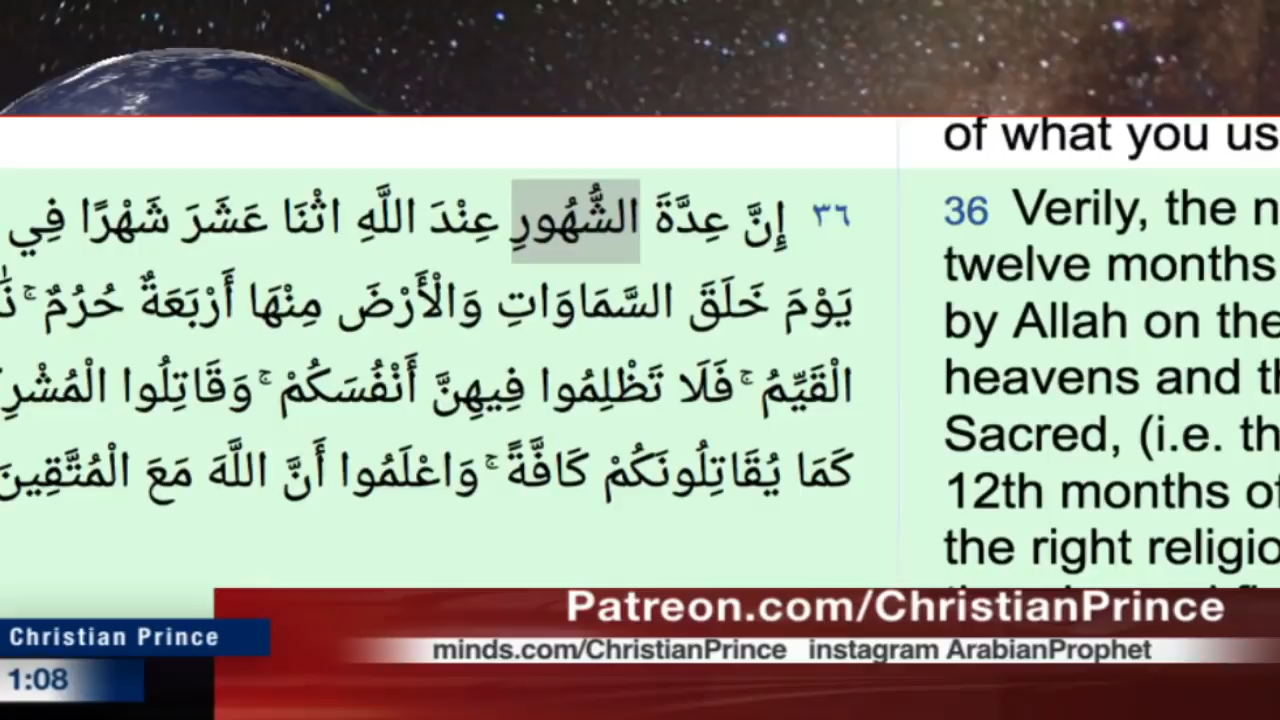 of what you us
٣٦ إِنَّ عِدَّةَ الشُّهُورِ عِنْدَ اللَّهِ اثْنَا عَشَرَ شَهْرًا فِي
يَوْمَ خَلَقَ السَّمَاوَاتِ وَالْأَرْضَ مِنْهَا أَرْبَعَةٌ حُرُمٌ ۚ
الْقَيِّمُ ۚ فَلَا تَظْلِمُوا فِيهِنَّ أَنْفُسَكُمْ ۚ وَقَاتِلُوا الْمُشْرِ
كَمَا يُقَاتِلُونَكُمْ كَافَّةً ۚ وَاعْلَمُوا أَنَّ اللَّهَ مَعَ الْمُتَّقِينَ
36 Verily, the n
twelve months
by Allah on the
heavens and th
Sacred, (i.e. th
12th months of
the right religio
Patreon.com/ChristianPrince
minds.com/ChristianPrince instagram ArabianProphet
Christian Prince
1:08